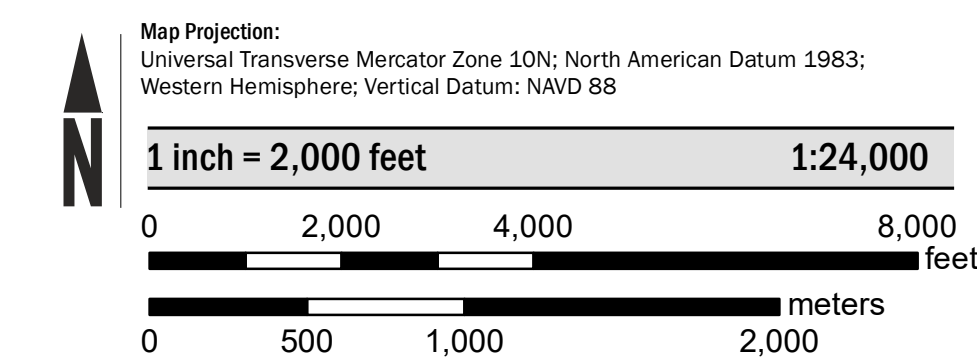 Map Projection:
Universal Transverse Mercator Zone 10N; North American Datum 1983;
Western Hemisphere; Vertical Datum: NAVD 88
N
1 inch = 2,000 feet 1:24,000
0 2,000 4,000 8,000
feet
meters
0 500 1,000 2,000